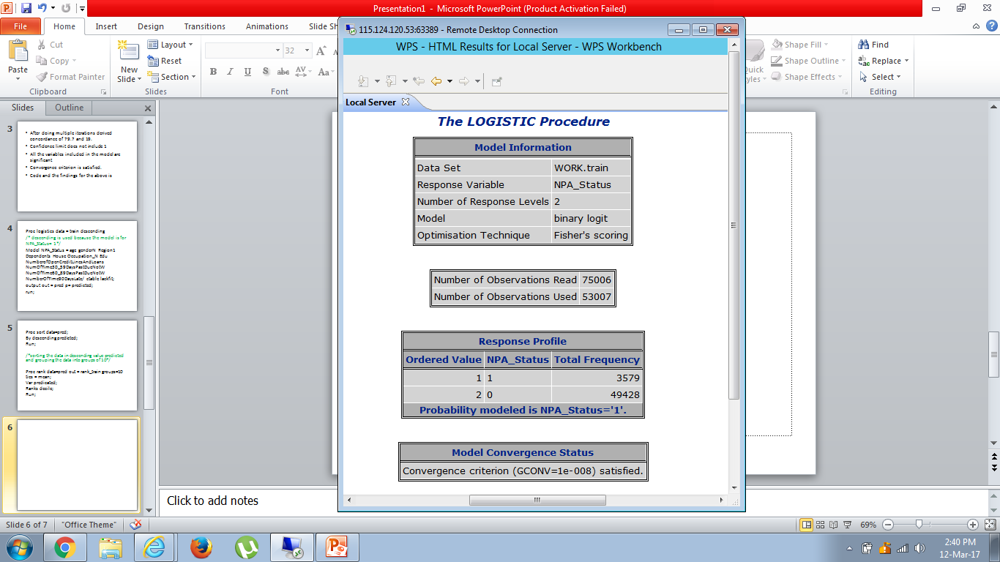 Presentation1 - Microsoft PowerPoint (Product Activation Failed)
File Home Insert Design Transitions Animations Slide Sh
Paste
Cut
Copy
Format Painter
Clipboard
New Slide
Layout
Reset
Section
Slides
32
B I U S abc AV Aa A
Font
Quick Styles
Shape Fill
Shape Outline
Shape Effects
Find
Replace
Select
Editing
Slides Outline
3
After doing multiple iterations derived
concordance of 79.7 and 19.
Confidence limit does not include 1
All the variables included in the model are
significant
Convergence criterion is satisfied.
Code and the findings for the above is
4
Proc logistics data = train descending
/* descending is used because the model is for
NPA_Status= 1*/
Model NPA_Status = age genderN Region1
Dependents House Occupation_N Edu
NumberofOpenCreditLinesAndLoans
NumOfTime30_59DaysPastDueNotW
NumOfTime60_89DaysPastDueNotW
NumberOfTime90DaysLate/ ctable lackfit;
output out = pred p= predicted;
run;
5
Proc sort data=pred;
By descending predicted;
Run;
/*sorting the data in descending value predicted
and grouping the data into groups of 10*/
Proc rank data=pred out = rank_train groups=10
ties = mean;
Var predicated;
Ranks decile;
Run;
6
115.124.120.53:63389 - Remote Desktop Connection
WPS - HTML Results for Local Server - WPS Workbench
Local Server
The LOGISTIC Procedure
Model Information
Data Set WORK.train
Response Variable NPA_Status
Number of Response Levels 2
Model binary logit
Optimisation Technique Fisher's scoring
Number of Observations Read 75006
Number of Observations Used 53007
Response Profile
Ordered Value NPA_Status Total Frequency
1 1 3579
2 0 49428
Probability modeled is NPA_Status='1'.
Model Convergence Status
Convergence criterion (GCONV=1e-008) satisfied.
Click to add notes
Slide 6 of 7 "Office Theme" 69%
2:40 PM
12-Mar-17